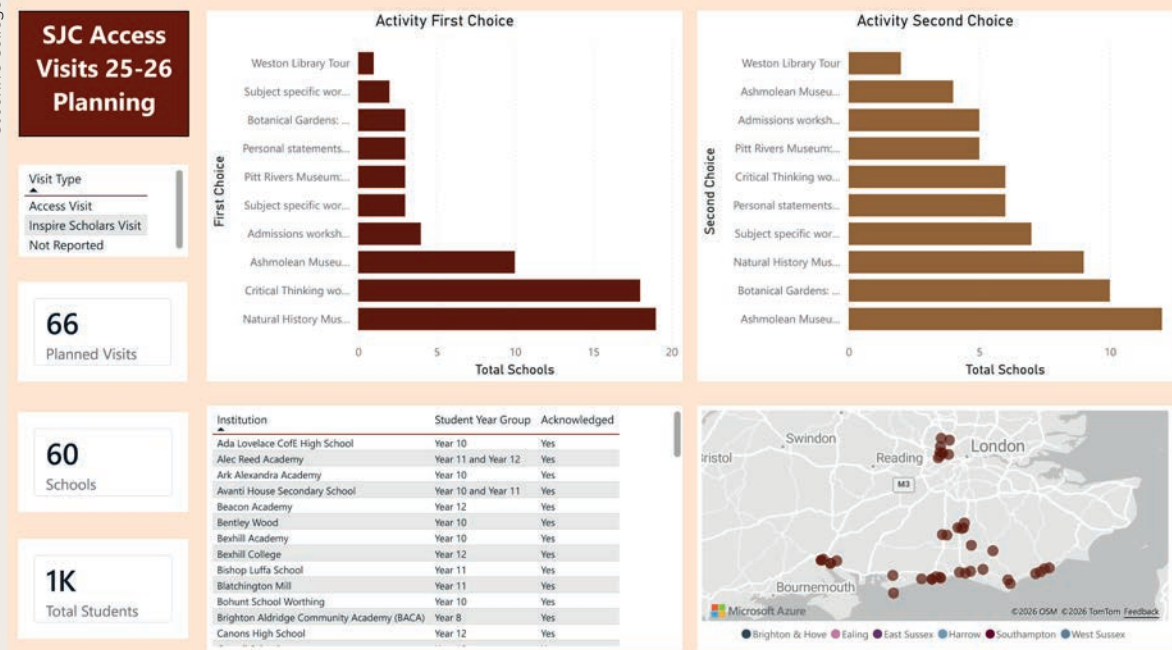 SJC Access
Visits 25-26
Planning
Visit Type
Access Visit
Inspire Scholars Visit
Not Reported
66
Planned Visits
60
Schools
1K
Total Students
Activity First Choice
First Choice
Weston Library Tour
Subject specific wor...
Botanical Gardens: ...
Personal statements...
Pitt Rivers Museum:...
Subject specific wor...
Admissions worksh...
Ashmolean Museu...
Critical Thinking wo...
Natural History Mus...
0 5 10 15 20
Total Schools
Activity Second Choice
Second Choice
Weston Library Tour
Ashmolean Museu...
Admissions worksh...
Pitt Rivers Museum:...
Critical Thinking wo...
Personal statements...
Subject specific wor...
Natural History Mus...
Botanical Gardens: ...
Ashmolean Museu...
0 5 10
Total Schools
Institution Student Year Group Acknowledged
Ada Lovelace CofE High School Year 10 Yes
Alec Reed Academy Year 11 and Year 12 Yes
Ark Alexandra Academy Year 10 Yes
Avanti House Secondary School Year 10 and Year 11 Yes
Beacon Academy Year 12 Yes
Bentley Wood Year 10 Yes
Bexhill Academy Year 10 Yes
Bexhill College Year 12 Yes
Bishop Luffa School Year 11 Yes
Blatchington Mill Year 11 Yes
Bohunt School Worthing Year 10 Yes
Brighton Aldridge Community Academy (BACA) Year 8 Yes
Canons High School Year 12 Yes
Swindon
London
Reading
ristol
M3
Bournemouth
Microsoft Azure
©2026 OSM ©2026 TomTom Feedback
Brighton & Hove Ealing East Sussex Harrow Southampton West Sussex